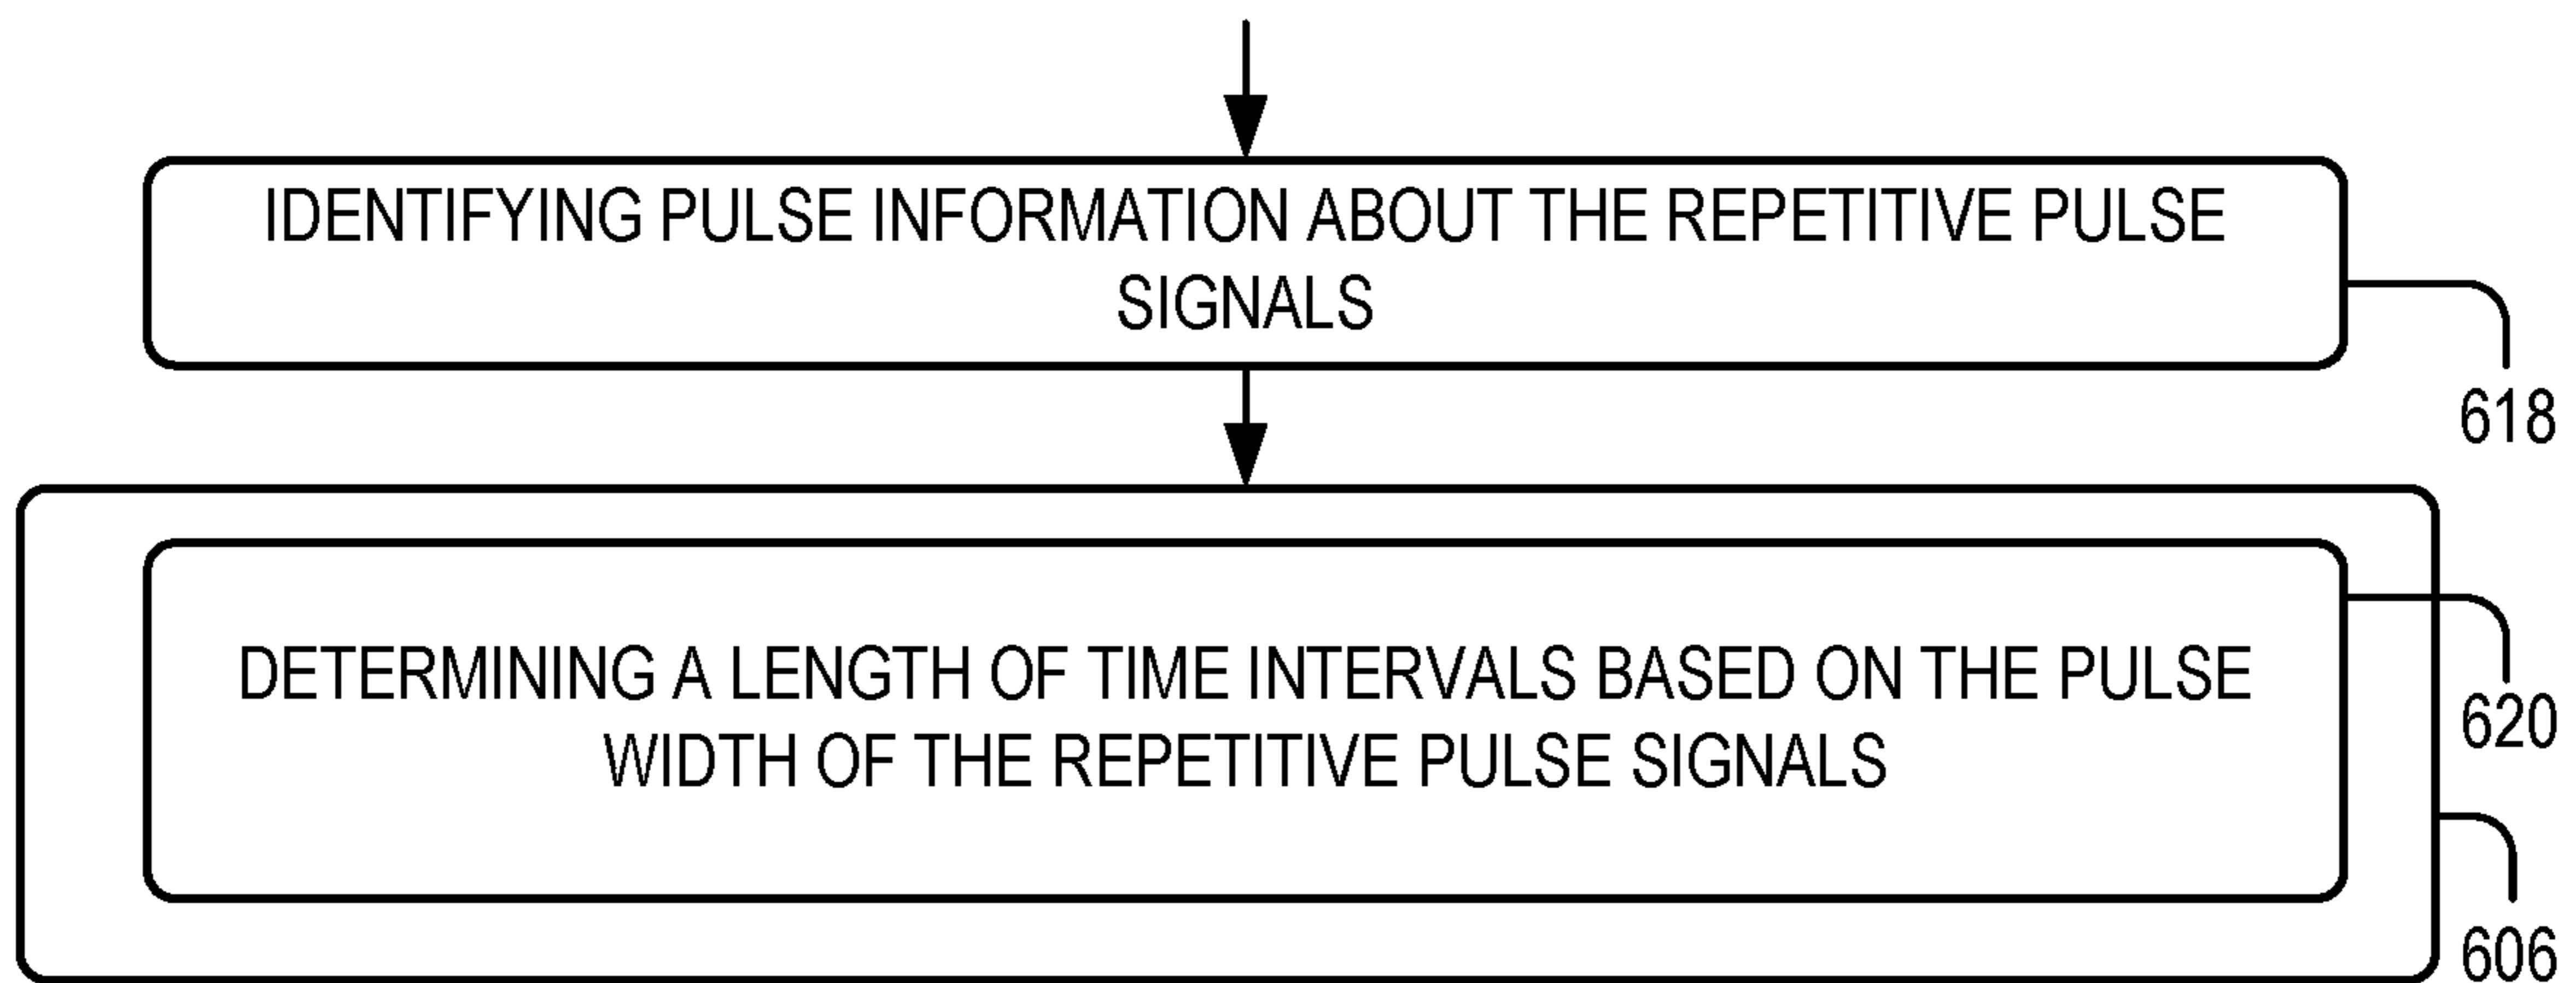 IDENTIFYING PULSE INFORMATION ABOUT THE REPETITIVE PULSE
SIGNALS
618
DETERMINING A LENGTH OF TIME INTERVALS BASED ON THE PULSE
WIDTH OF THE REPETITIVE PULSE SIGNALS
620
606